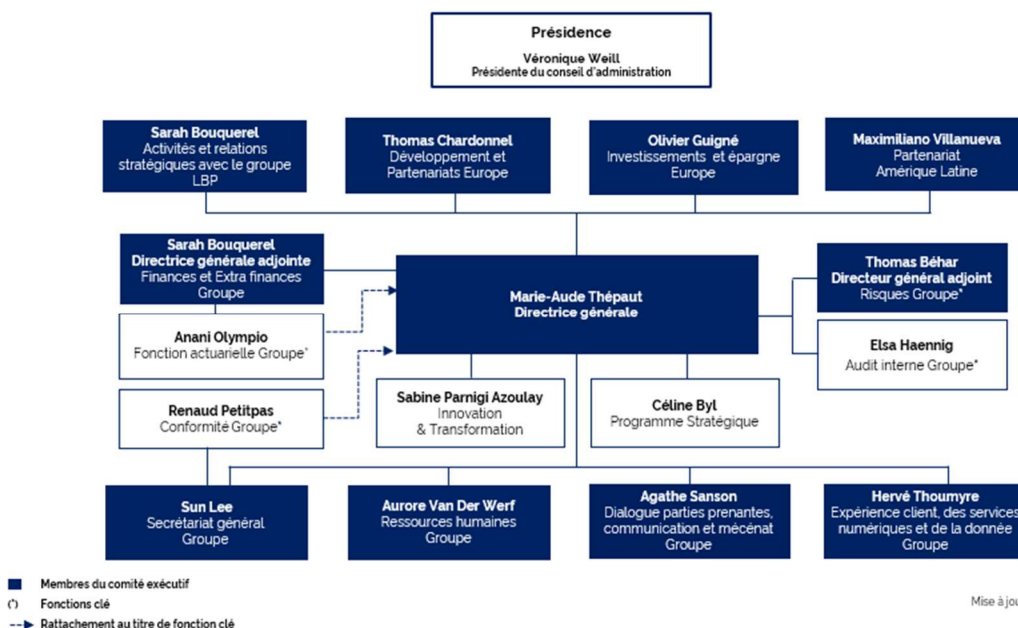 Présidence
Véronique Weill
Présidente du conseil d'administration
Sarah Bouquerel
Activités et relations
stratégiques avec le groupe
LBP
Thomas Chardonnel
Développement et
Partenariats Europe
Olivier Guigné
Investissements et épargne
Europe
Maximiliano Villanueva
Partenariat
Amérique Latine
Sarah Bouquerel
Directrice générale adjointe
Finances et Extra finances
Groupe
Marie-Aude Thépaut
Directrice générale
Thomas Béhar
Directeur général adjoint
Risques Groupe*
Anani Olympio
Fonction actuarielle Groupe*
Elsa Haennig
Audit interne Groupe*
Renaud Petitpas
Conformité Groupe*
Sabine Parnigi Azoulay
Innovation
& Transformation
Céline Byl
Programme Stratégique
Sun Lee
Secrétariat général
Groupe
Aurore Van Der Werf
Ressources humaines
Groupe
Agathe Sanson
Dialogue parties prenantes,
communication et mécénat
Groupe
Hervé Thoumyre
Expérience client, des services
numériques et de la donnée
Groupe
Membres du comité exécutif
(*) Fonctions clé
Rattachement au titre de fonction clé
Mise à jou